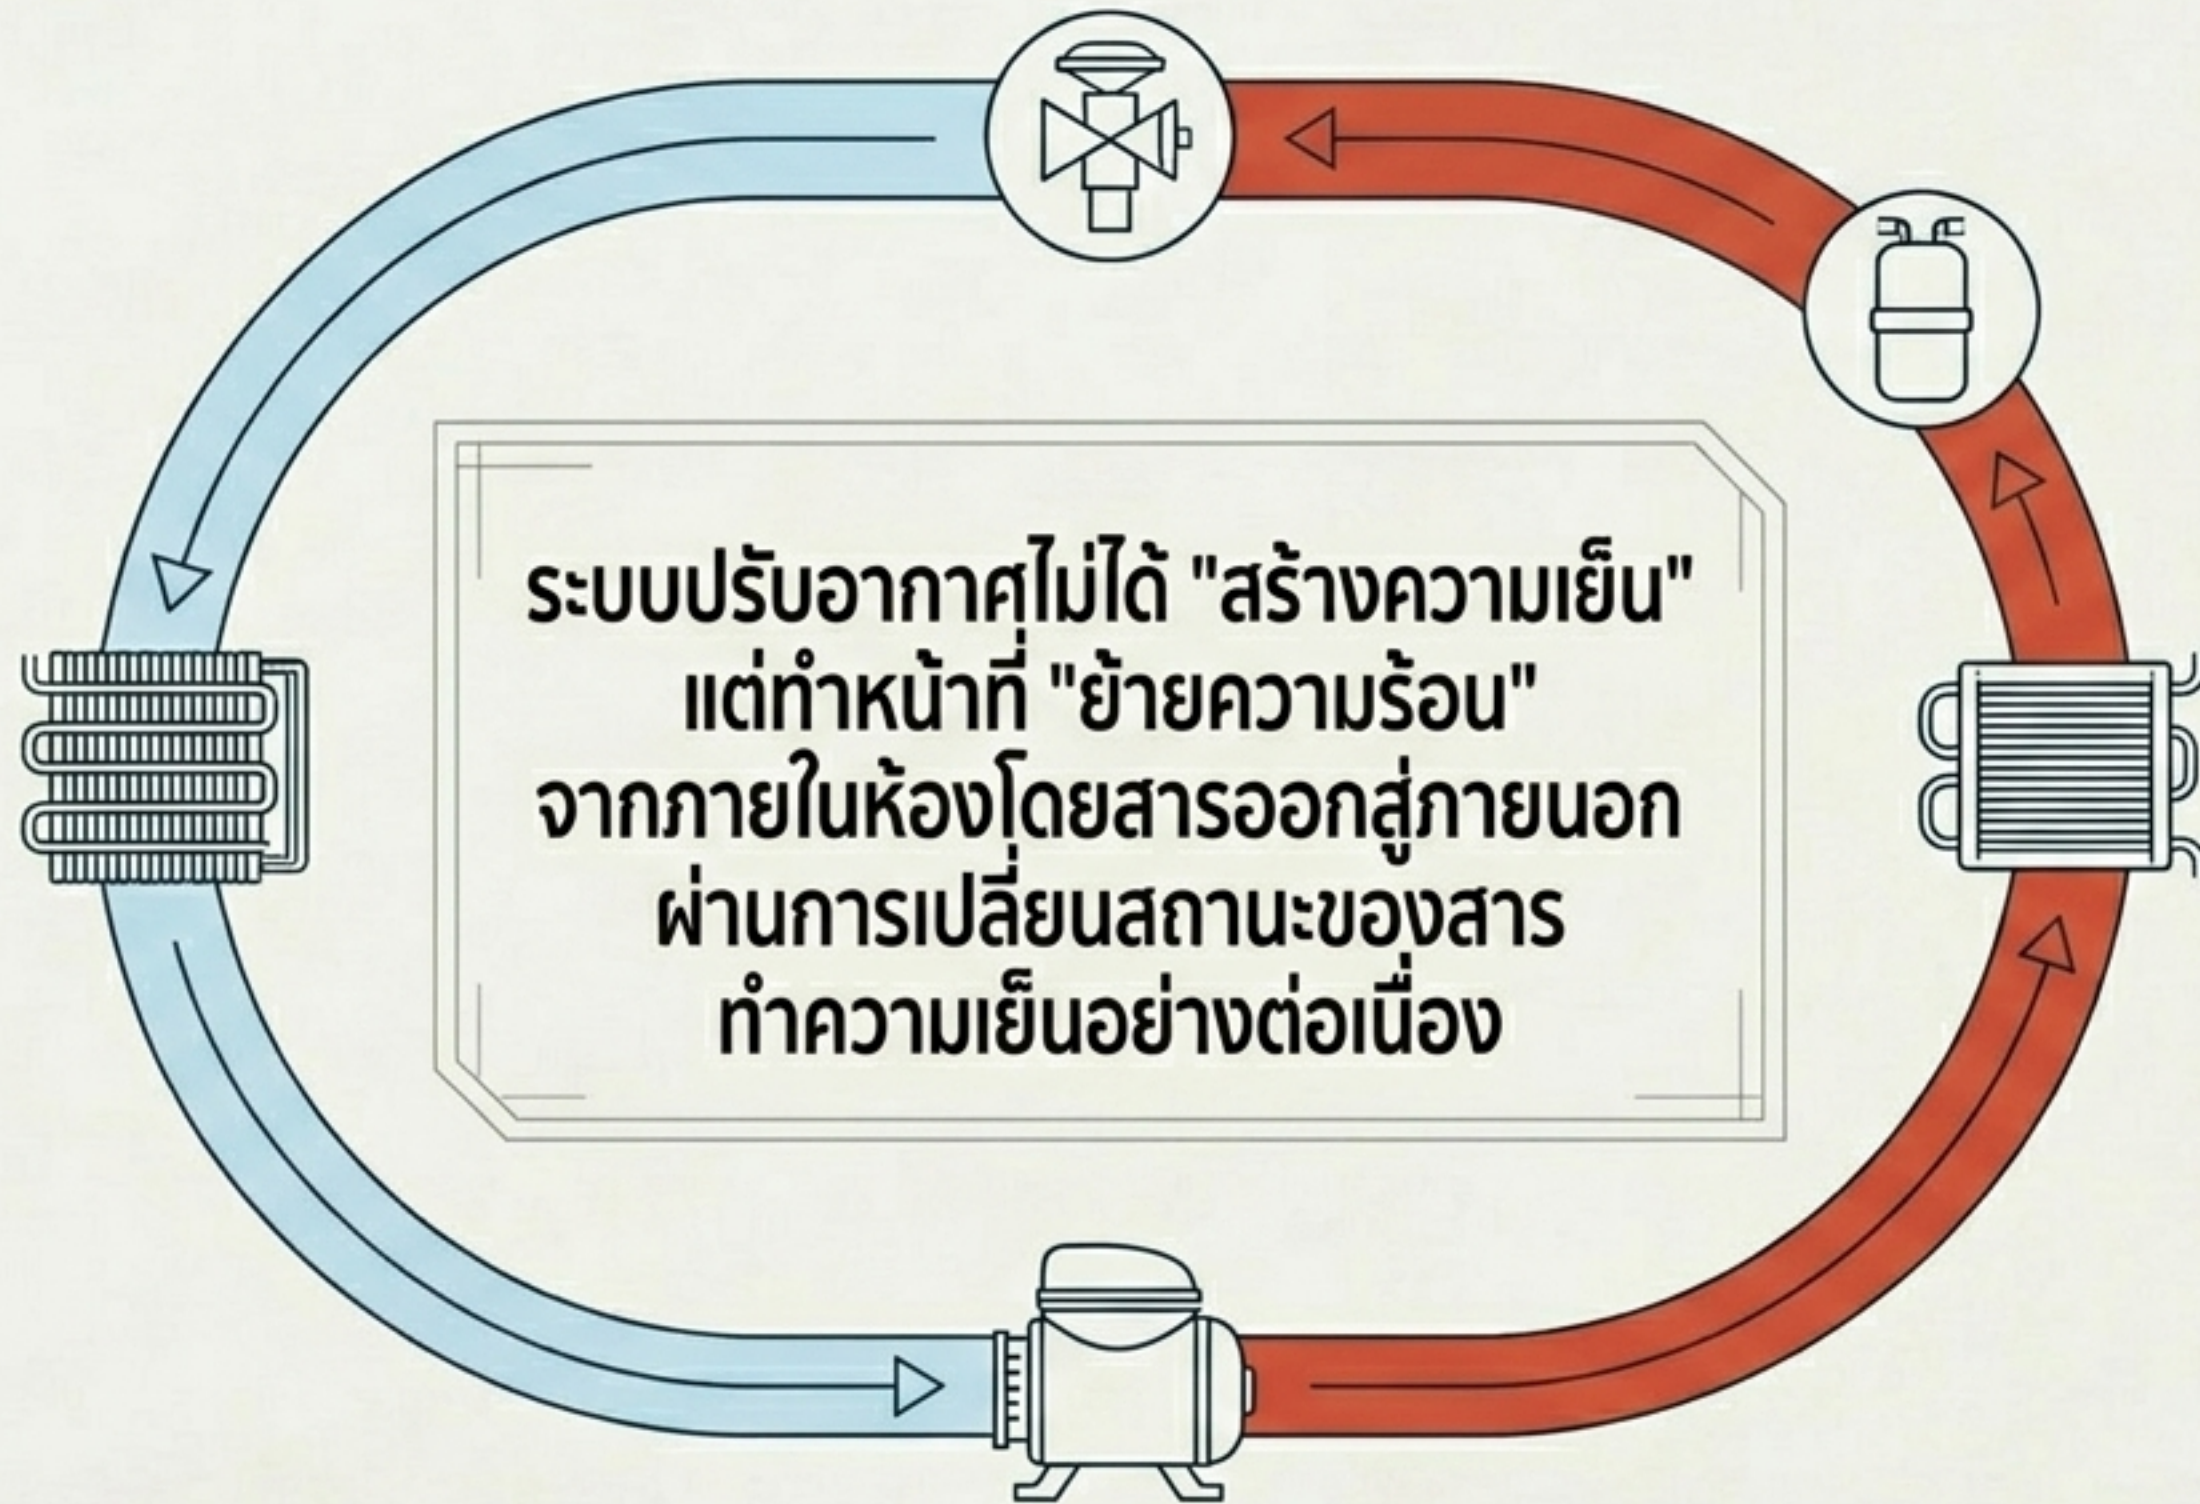 ระบบปรับอากาศไม่ได้ "สร้างความเย็น"
แต่ทำหน้าที่ "ย้ายความร้อน"
จากภายในห้องโดยสารออกสู่ภายนอก
ผ่านการเปลี่ยนสถานะของสาร
ทำความเย็นอย่างต่อเนื่อง